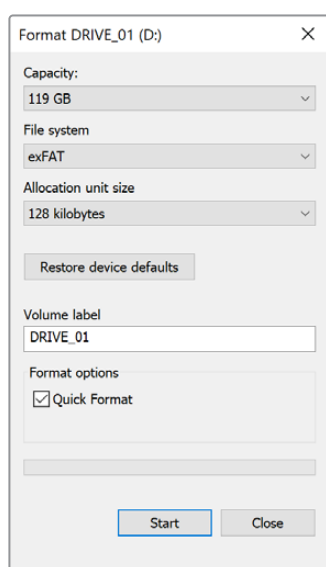 Format DRIVE_01 (D:)
Capacity:
119 GB
File system
exFAT
Allocation unit size
128 kilobytes
Restore device defaults
Volume label
DRIVE_01
Format options
Quick Format
Start Close